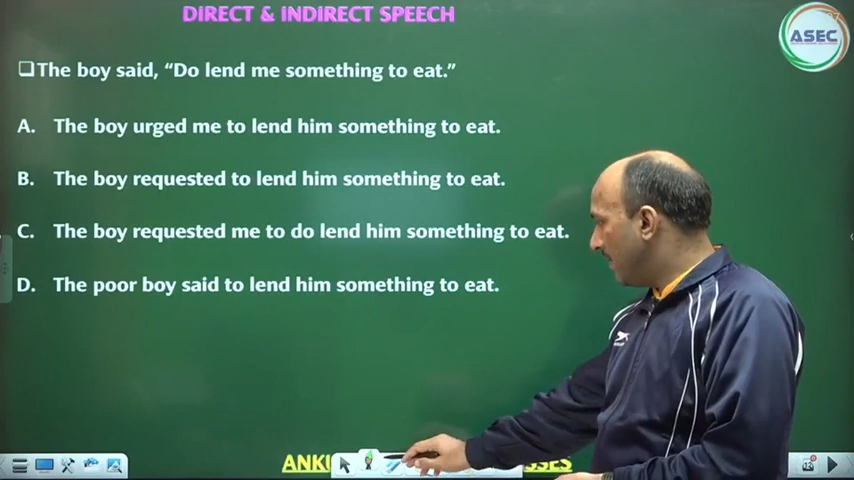 DIRECT & INDIRECT SPEECH
ASEC
The boy said, “Do lend me something to eat.”
A. The boy urged me to lend him something to eat.
B. The boy requested to lend him something to eat.
C. The boy requested me to do lend him something to eat.
D. The poor boy said to lend him something to eat.